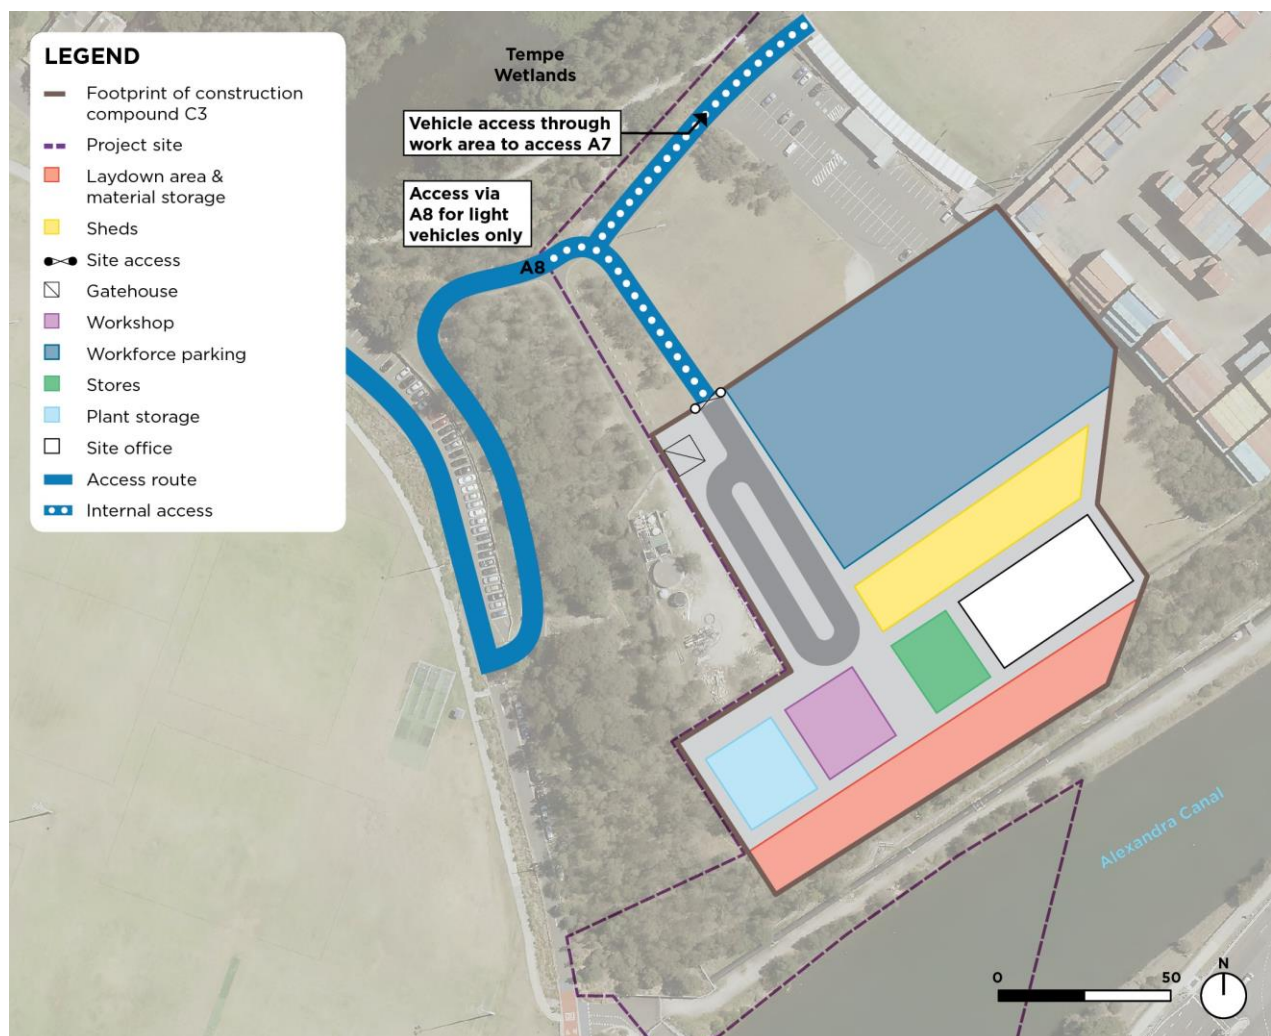 LEGEND
Footprint of construction
compound C3
Project site
Laydown area &
material storage
Sheds
Site access
Gatehouse
Workshop
Workforce parking
Stores
Plant storage
Site office
Access route
Internal access
Tempe
Wetlands
Vehicle access through
work area to access A7
Access via
A8 for light
vehicles only
A8
Alexandra Canal
0
50
N